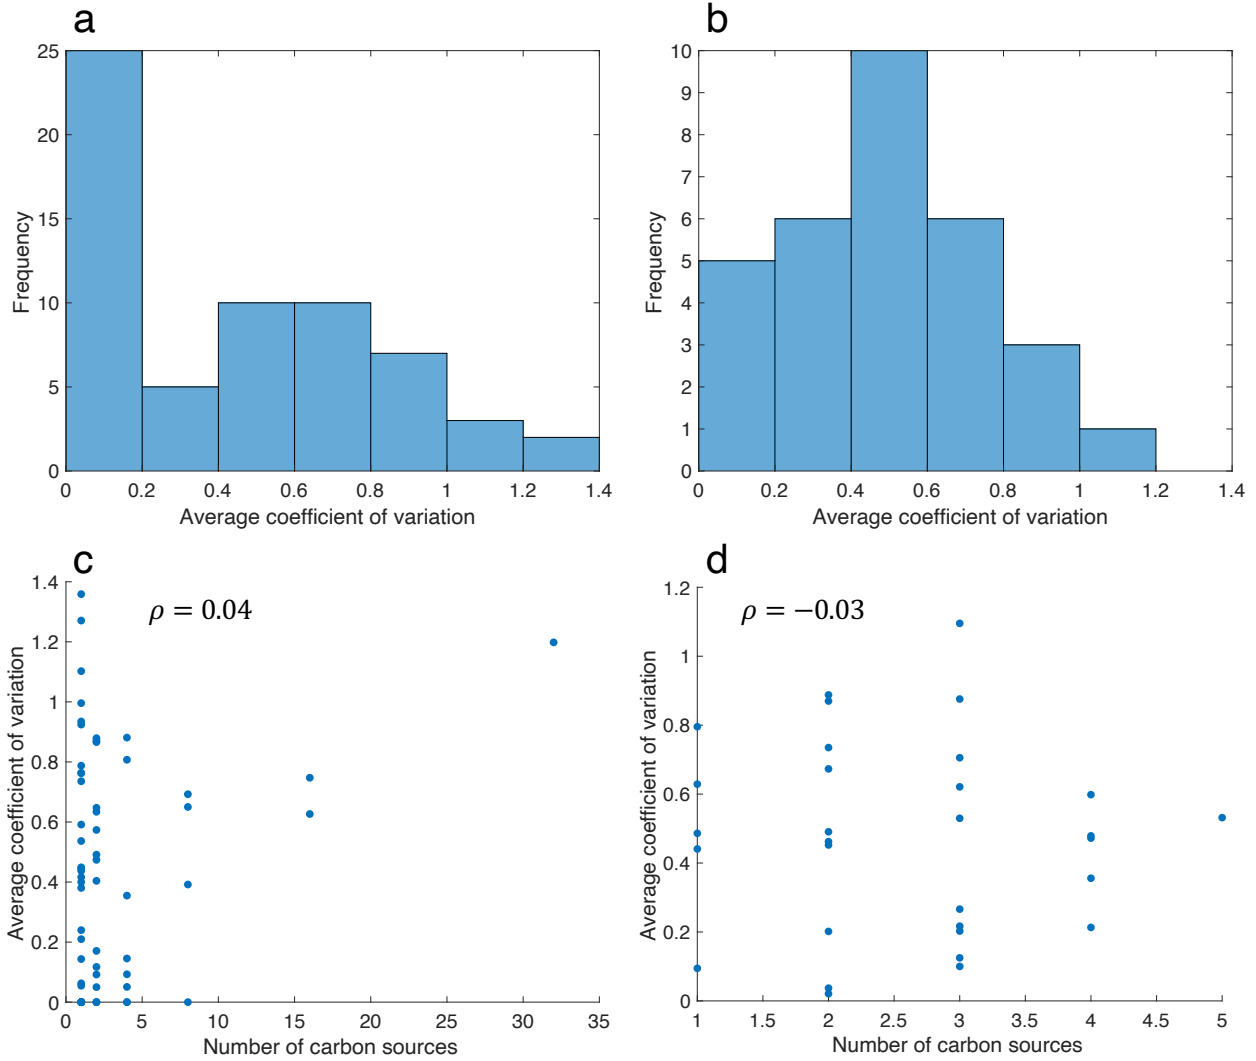 a
25
20
15
10
5
0
Frequency
0 0.2 0.4 0.6 0.8 1 1.2 1.4
Average coefficient of variation
b
10
9
8
7
6
5
4
3
2
1
0
Frequency
0 0.2 0.4 0.6 0.8 1 1.2 1.4
Average coefficient of variation
c
ρ = 0.04
1.4
1.2
1
0.8
0.6
0.4
0.2
0
Average coefficient of variation
0 5 10 15 20 25 30 35
Number of carbon sources
d
ρ = −0.03
1.2
1
0.8
0.6
0.4
0.2
0
Average coefficient of variation
1 1.5 2 2.5 3 3.5 4 4.5 5
Number of carbon sources